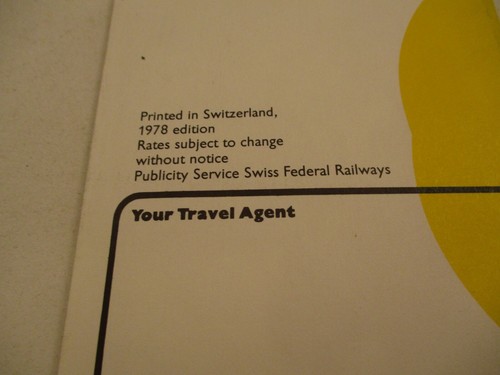 Printed in Switzerland,
1978 edition
Rates subject to change
without notice
Publicity Service Swiss Federal Railways
Your Travel Agent